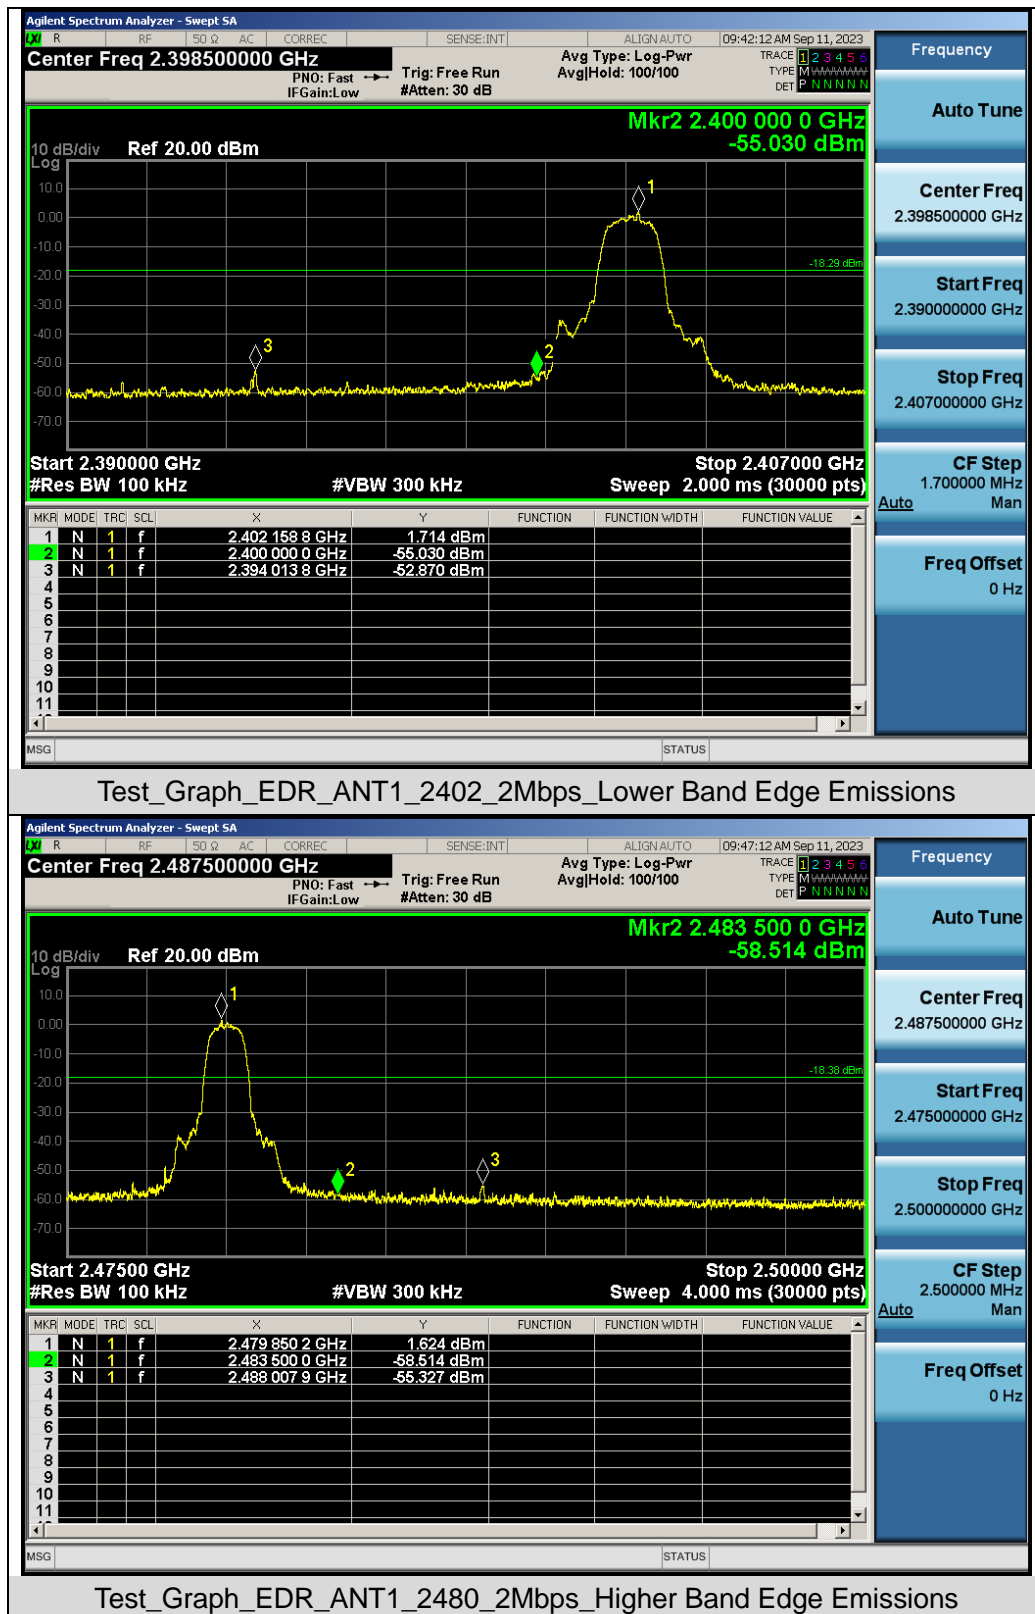 Agilent Spectrum Analyzer - Swept SA
LXI R RF 50 Ω AC CORREC SENSE:INT ALIGN AUTO 09:42:12 AM Sep 11, 2023
Center Freq 2.398500000 GHz
PNO: Fast
IFGain:Low
Trig: Free Run
#Atten: 30 dB
Avg Type: Log-Pwr
Avg|Hold: 100/100
TRACE 1 2 3 4 5 6
TYPE M
DET P N N N N N
Mkr2 2.400 000 0 GHz
-55.030 dBm
10 dB/div Ref 20.00 dBm
Log
10.0
0.00
-10.0
-20.0
-30.0
-40.0
-50.0
-60.0
-70.0
1
-18.29 dBm
3
2
Start 2.390000 GHz Stop 2.407000 GHz
#Res BW 100 kHz #VBW 300 kHz Sweep 2.000 ms (30000 pts)
MKR MODE TRC SCL X Y FUNCTION FUNCTION WIDTH FUNCTION VALUE
1 N 1 f 2.402 158 8 GHz 1.714 dBm
2 N 1 f 2.400 000 0 GHz -55.030 dBm
3 N 1 f 2.394 013 8 GHz -52.870 dBm
4
5
6
7
8
9
10
11
MSG STATUS
Frequency
Auto Tune
Center Freq
2.398500000 GHz
Start Freq
2.390000000 GHz
Stop Freq
2.407000000 GHz
CF Step
1.700000 MHz
Auto Man
Freq Offset
0 Hz
Test_Graph_EDR_ANT1_2402_2Mbps_Lower Band Edge Emissions
Agilent Spectrum Analyzer - Swept SA
LXI R RF 50 Ω AC CORREC SENSE:INT ALIGN AUTO 09:47:12 AM Sep 11, 2023
Center Freq 2.487500000 GHz
PNO: Fast
IFGain:Low
Trig: Free Run
#Atten: 30 dB
Avg Type: Log-Pwr
Avg|Hold: 100/100
TRACE 1 2 3 4 5 6
TYPE M
DET P N N N N N
Mkr2 2.483 500 0 GHz
-58.514 dBm
10 dB/div Ref 20.00 dBm
Log
10.0
0.00
-10.0
-20.0
-30.0
-40.0
-50.0
-60.0
-70.0
1
-18.38 dBm
2
3
Start 2.47500 GHz Stop 2.50000 GHz
#Res BW 100 kHz #VBW 300 kHz Sweep 4.000 ms (30000 pts)
MKR MODE TRC SCL X Y FUNCTION FUNCTION WIDTH FUNCTION VALUE
1 N 1 f 2.479 850 2 GHz 1.624 dBm
2 N 1 f 2.483 500 0 GHz -58.514 dBm
3 N 1 f 2.488 007 9 GHz -55.327 dBm
4
5
6
7
8
9
10
11
MSG STATUS
Frequency
Auto Tune
Center Freq
2.487500000 GHz
Start Freq
2.475000000 GHz
Stop Freq
2.500000000 GHz
CF Step
2.500000 MHz
Auto Man
Freq Offset
0 Hz
Test_Graph_EDR_ANT1_2480_2Mbps_Higher Band Edge Emissions